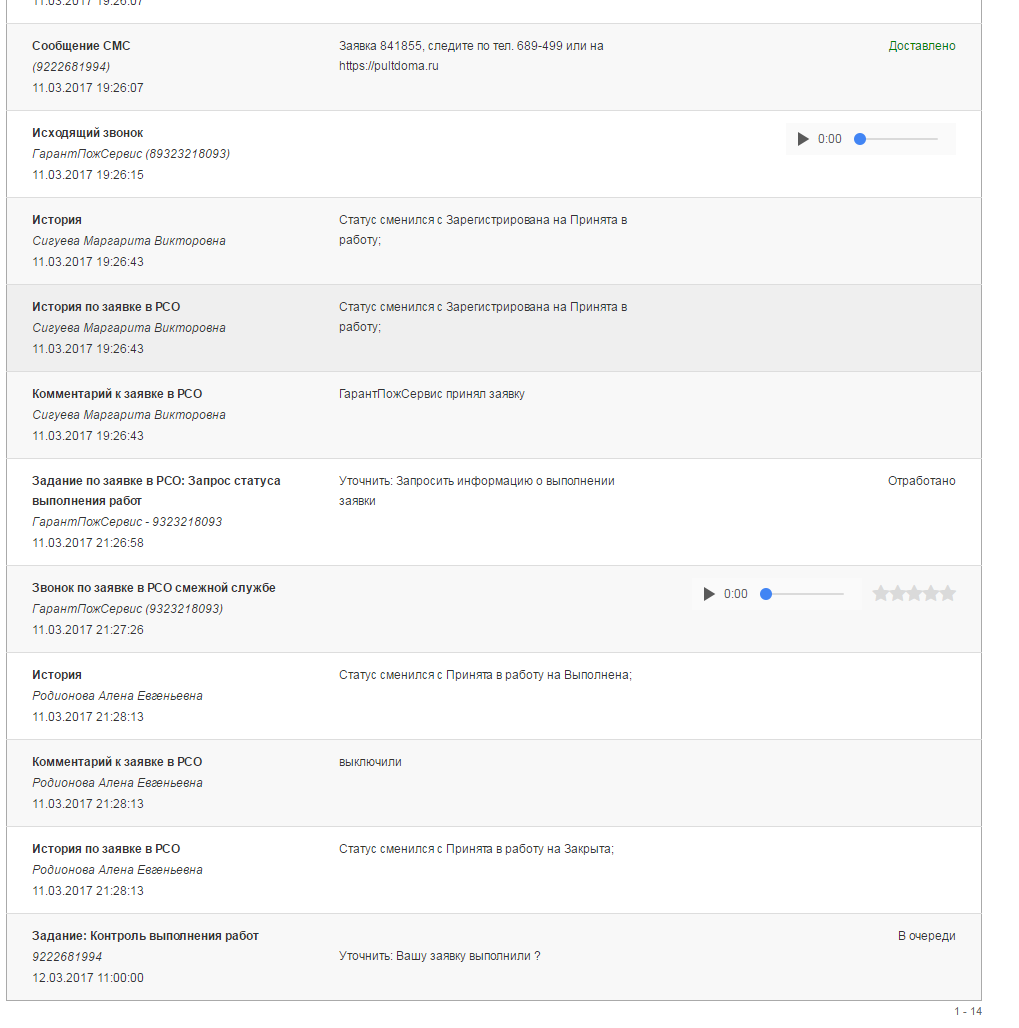 11.03.2017 19:26:07
Сообщение СМС
(9222681994)
11.03.2017 19:26:07
Заявка 841855, следите по тел. 689-499 или на
https://pultdoma.ru
Доставлено
Исходящий звонок
ГарантПожСервис (89323218093)
11.03.2017 19:26:15
0:00
История
Сигуева Маргарита Викторовна
11.03.2017 19:26:43
Статус сменился с Зарегистрирована на Принята в
работу;
История по заявке в РСО
Сигуева Маргарита Викторовна
11.03.2017 19:26:43
Статус сменился с Зарегистрирована на Принята в
работу;
Комментарий к заявке в РСО
Сигуева Маргарита Викторовна
11.03.2017 19:26:43
ГарантПожСервис принял заявку
Задание по заявке в РСО: Запрос статуса
выполнения работ
ГарантПожСервис - 9323218093
11.03.2017 21:26:58
Уточнить: Запросить информацию о выполнении
заявки
Отработано
Звонок по заявке в РСО смежной службе
ГарантПожСервис (9323218093)
11.03.2017 21:27:26
0:00
История
Родионова Алена Евгеньевна
11.03.2017 21:28:13
Статус сменился с Принята в работу на Выполнена;
Комментарий к заявке в РСО
Родионова Алена Евгеньевна
11.03.2017 21:28:13
выключили
История по заявке в РСО
Родионова Алена Евгеньевна
11.03.2017 21:28:13
Статус сменился с Принята в работу на Закрыта;
Задание: Контроль выполнения работ
9222681994
12.03.2017 11:00:00
Уточнить: Вашу заявку выполнили ?
В очереди
1 - 14